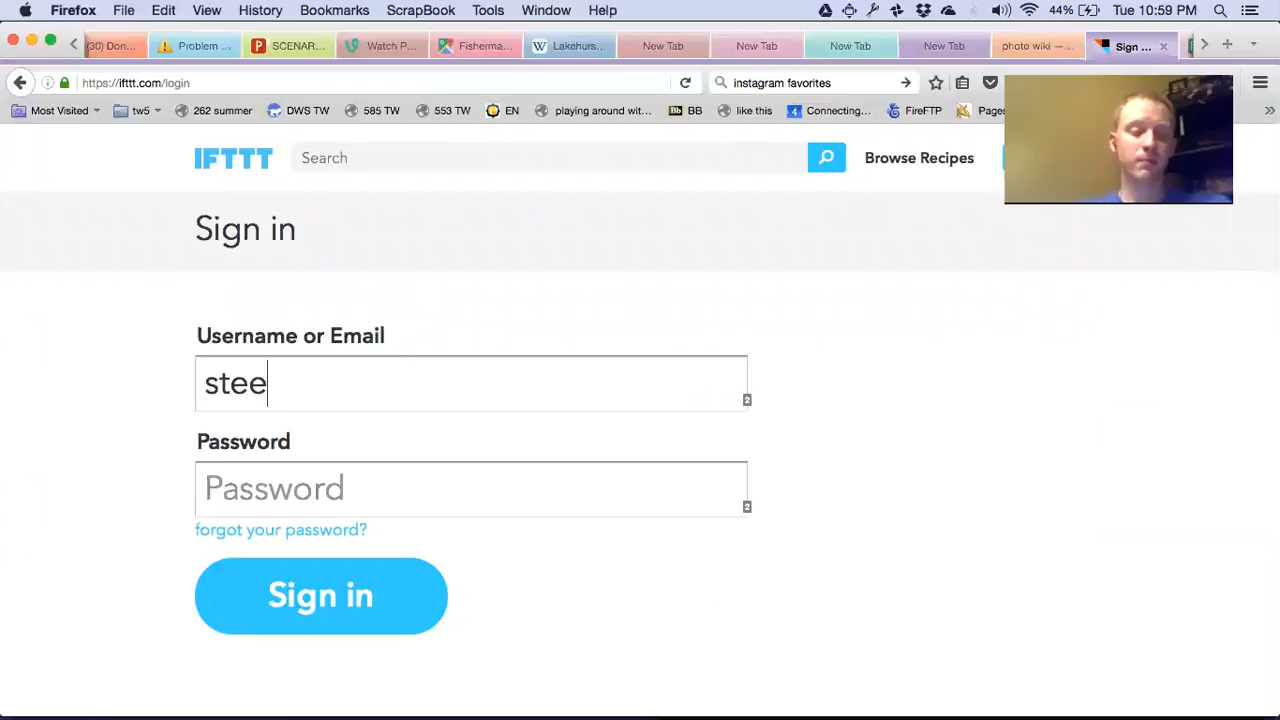 Firefox File Edit View History Bookmarks ScrapBook Tools Window Help 44% Tue 10:59 PM
(30) Don... Problem ... SCENAR... Watch P... Fisherma... Lakehurs... New Tab New Tab New Tab New Tab photo wiki —... Sign ...
https://ifttt.com/login instagram favorites
Most Visited tw5 262 summer DWS TW 585 TW 553 TW EN playing around wit... BB like this Connecting... FireFTP Pages
IFTTT Search Browse Recipes
Sign in
Username or Email
stee
2
Password
Password
2
forgot your password?
Sign in